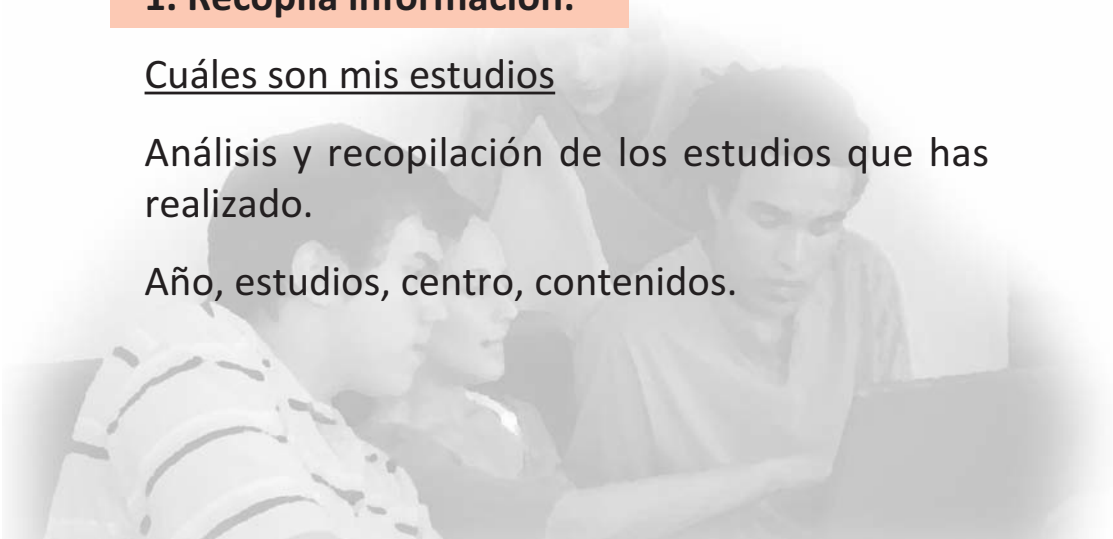 1. Recopila información:
Cuáles son mis estudios
Análisis y recopilación de los estudios que has
realizado.
Año, estudios, centro, contenidos.